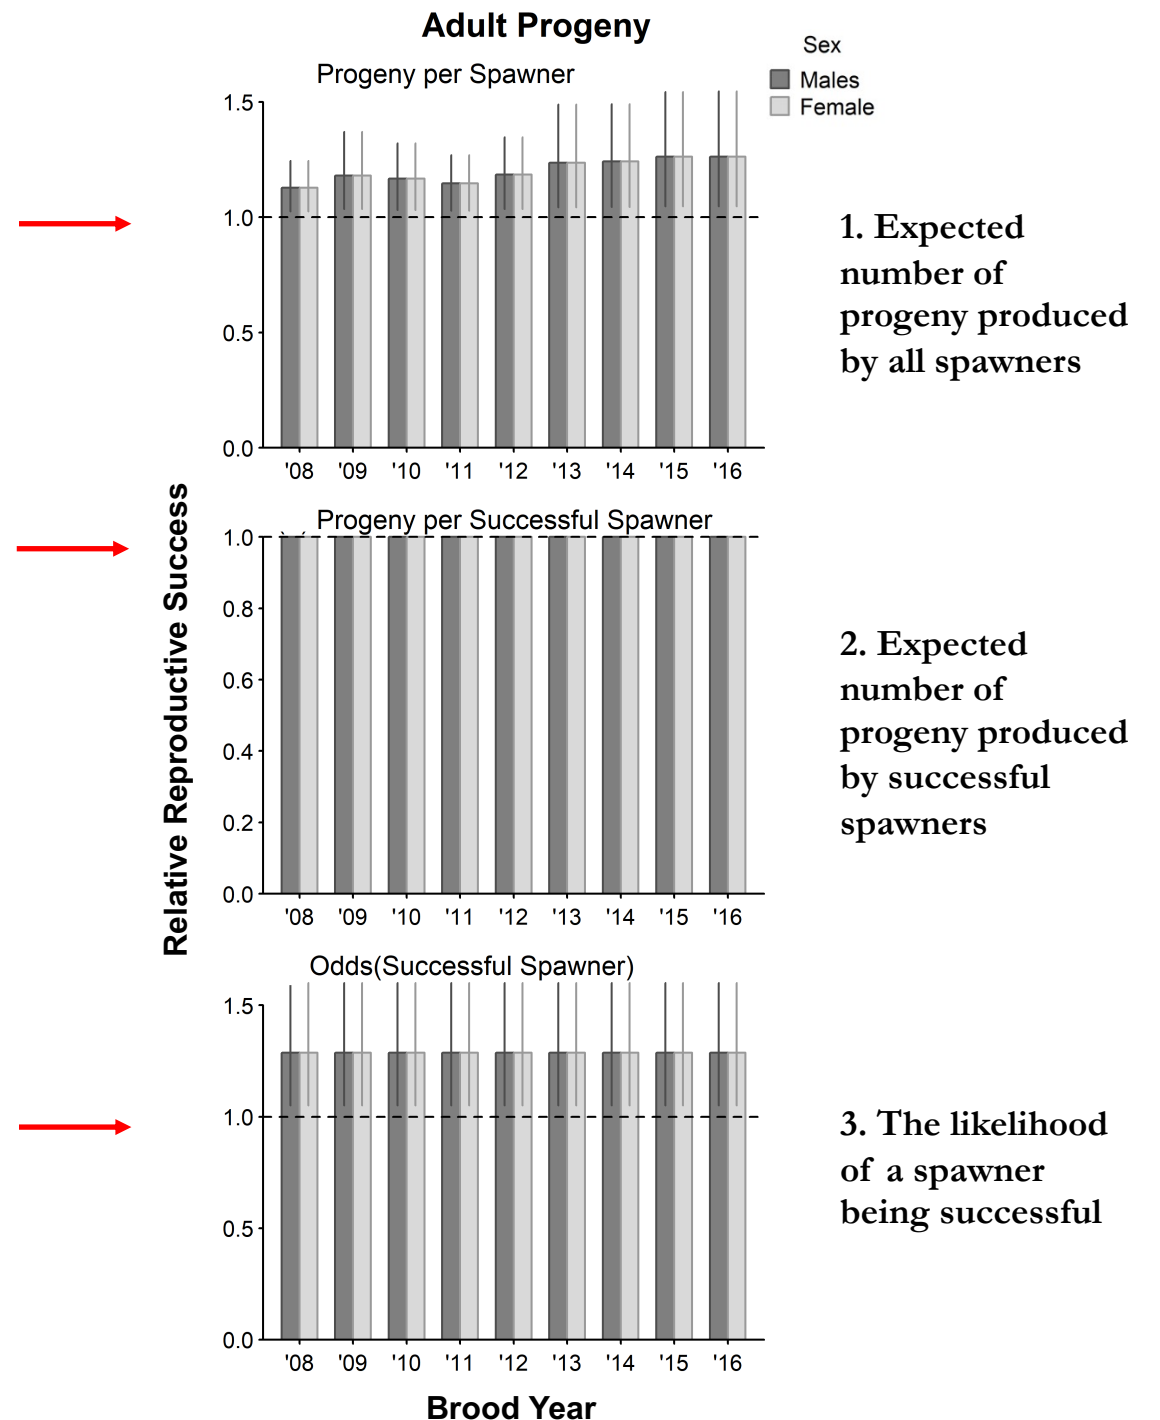 Adult Progeny
Sex
Males
Female
Progeny per Spawner
1.5
1.0
0.5
0.0
'08 '09 '10 '11 '12 '13 '14 '15 '16
1. Expected
number of
progeny produced
by all spawners
Relative Reproductive Success
Progeny per Successful Spawner
1.0
0.8
0.6
0.4
0.2
0.0
'08 '09 '10 '11 '12 '13 '14 '15 '16
2. Expected
number of
progeny produced
by successful
spawners
Odds(Successful Spawner)
1.5
1.0
0.5
0.0
'08 '09 '10 '11 '12 '13 '14 '15 '16
3. The likelihood
of a spawner
being successful
Brood Year